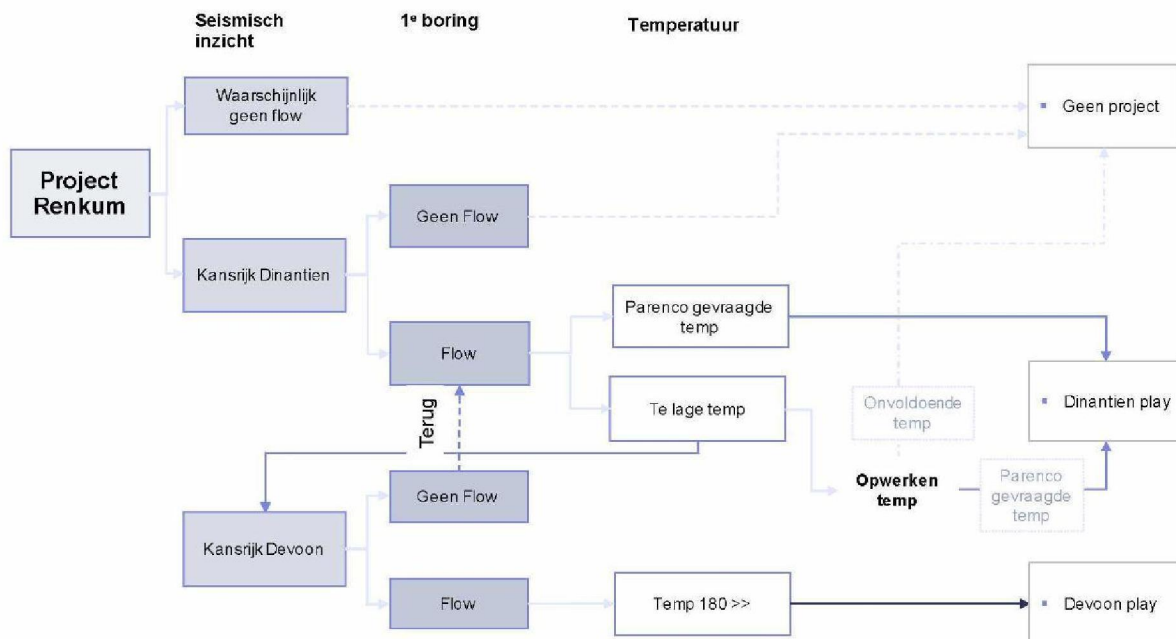 Seismisch
inzicht
1e boring
Temperatuur
Waarschijnlijk
geen flow
▪ Geen project
Project
Renkum
Geen Flow
Kansrijk Dinantien
Parenco gevraagde
temp
Flow
Terug
Te lage temp
Onvoldoende
temp
▪ Dinantien play
Opwerken
temp
Parenco
gevraagde
temp
Geen Flow
Kansrijk Devoon
Flow
Temp 180 >>
▪ Devoon play